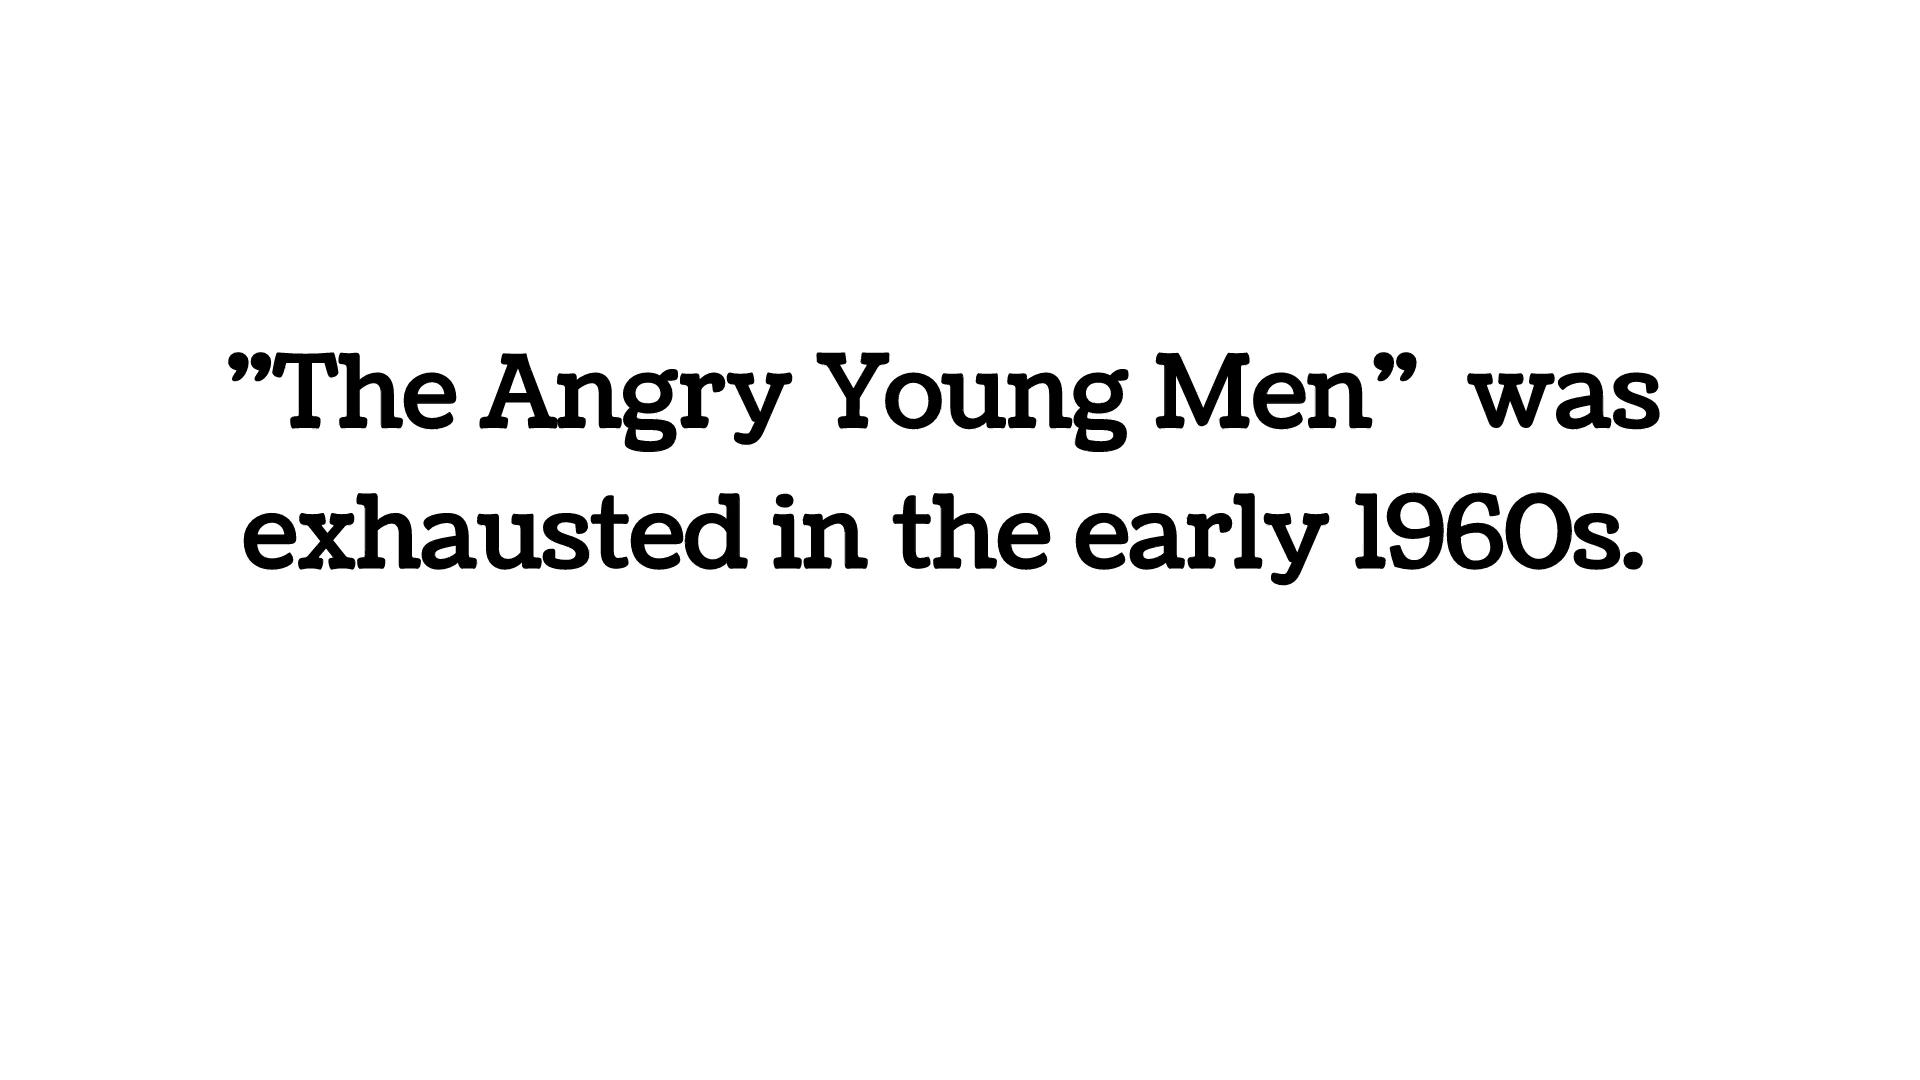 ”The Angry Young Men”  was
exhausted in the early 1960s.